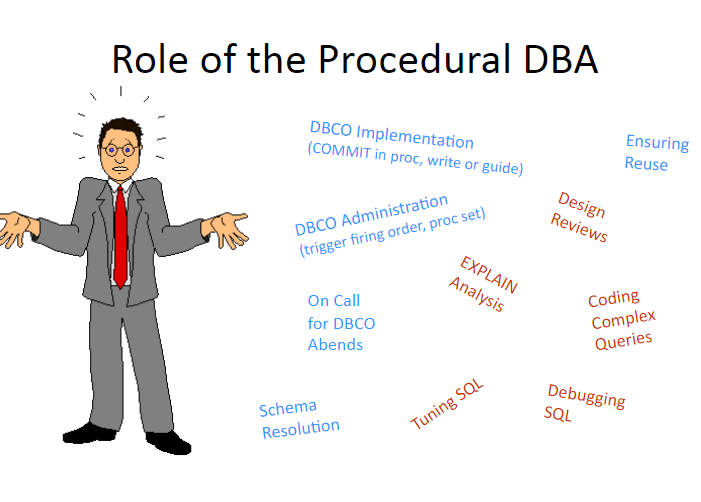 Role of the Procedural DBA
DBCO Implementation
(COMMIT in proc, write or guide)
Ensuring
Reuse
DBCO Administration
(trigger firing order, proc set)
Design
Reviews
EXPLAIN
Analysis
On Call
for DBCO
Abends
Coding
Complex
Queries
Schema
Resolution
Tuning SQL
Debugging
SQL